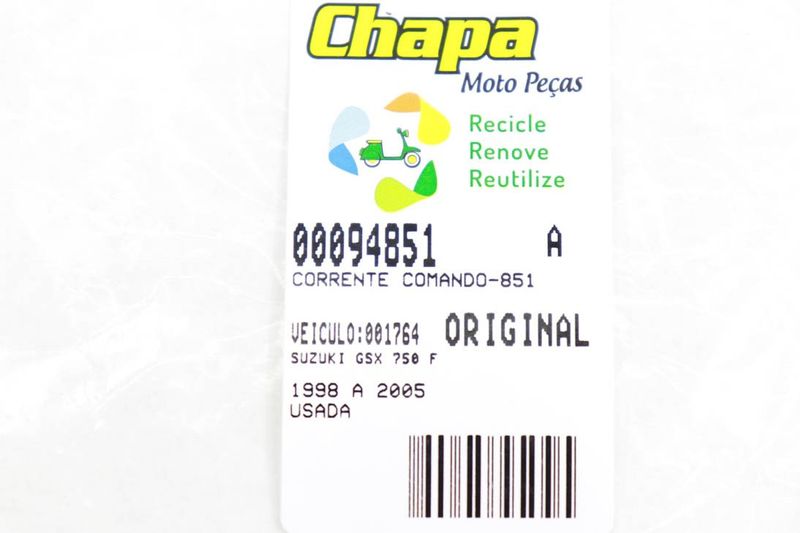 Chapa
Moto Peças
Recicle
Renove
Reutilize
00094851 A
CORRENTE COMANDO-851
VEICULO:001764 ORIGINAL
SUZUKI GSX 750 F
1998 A 2005
USADA